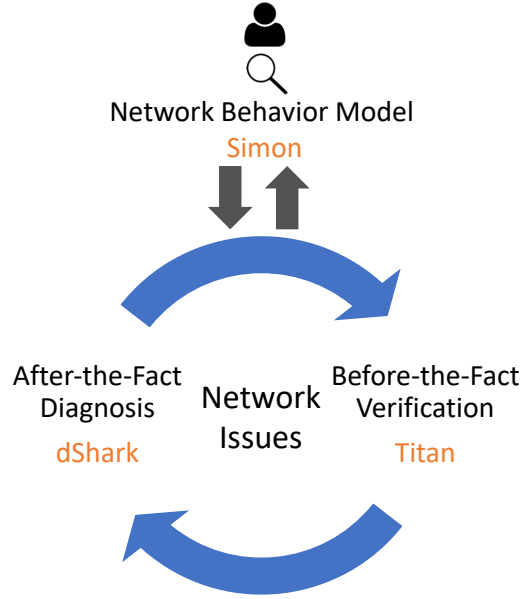 Network Behavior Model
Simon
After-the-Fact
Diagnosis
dShark
Network
Issues
Before-the-Fact
Verification
Titan